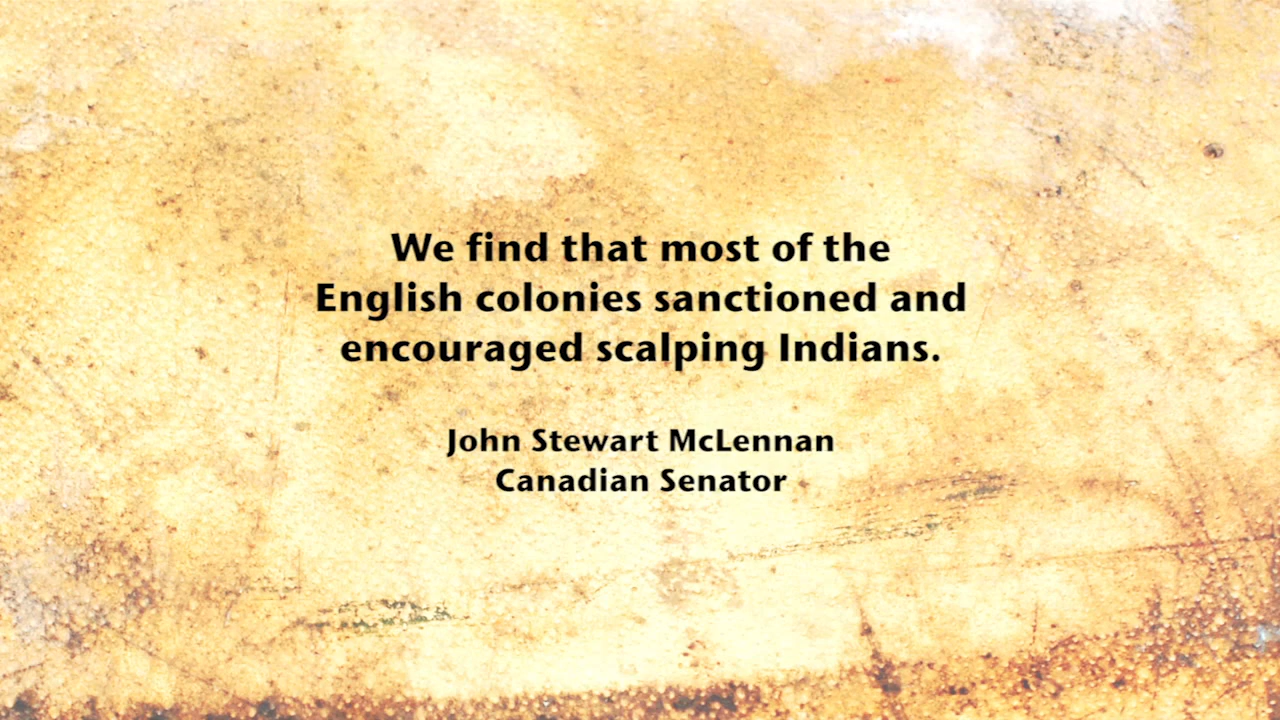 We find that most of the
English colonies sanctioned and
encouraged scalping Indians.
John Stewart McLennan
Canadian Senator